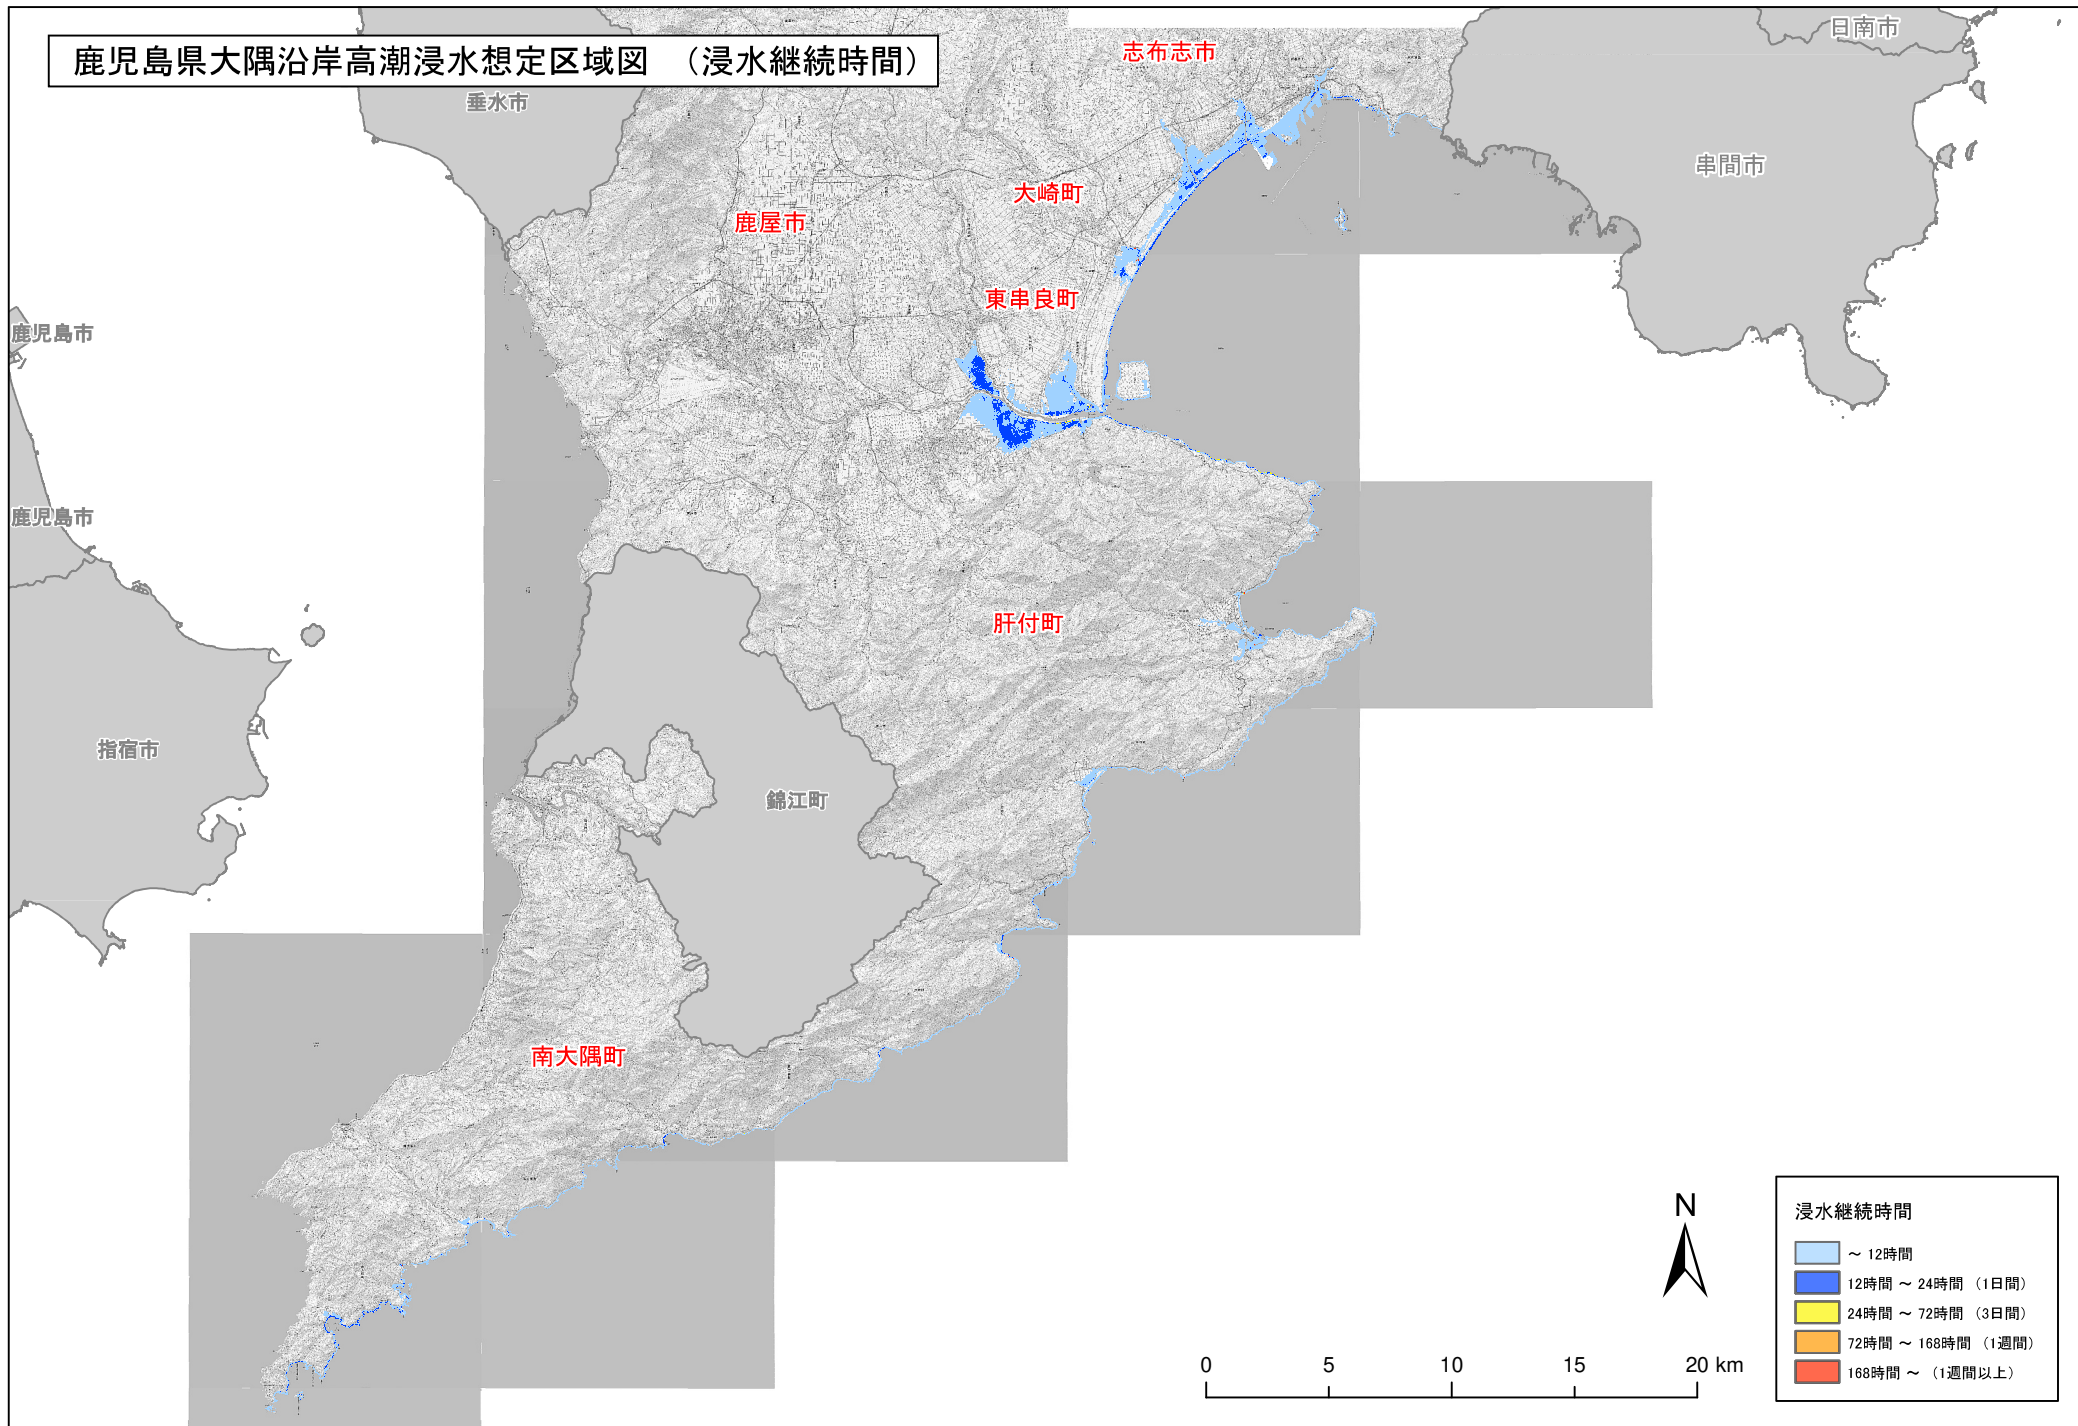 鹿児島県大隅沿岸高潮浸水想定区域図 （浸水継続時間）
志布志市
日南市
垂水市
串間市
大崎町
鹿屋市
東串良町
鹿児島市
鹿児島市
肝付町
指宿市
錦江町
南大隅町
N
0 5 10 15 20 km
浸水継続時間
～ 12時間
12時間 ～ 24時間 （1日間）
24時間 ～ 72時間 （3日間）
72時間 ～ 168時間 （1週間）
168時間 ～ （1週間以上）